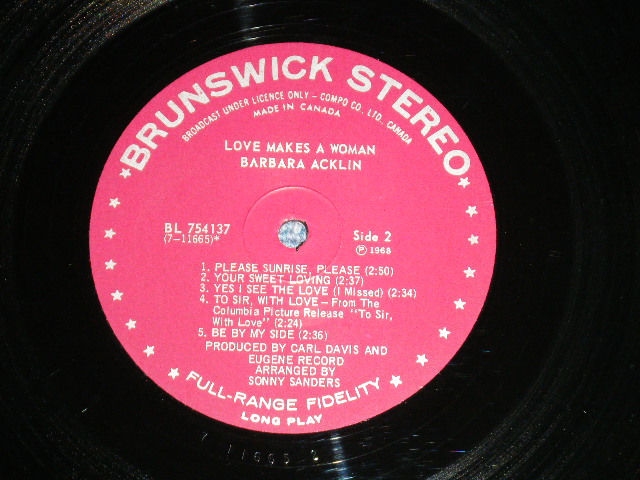 ★ BRUNSWICK STEREO ★
BROADCAST UNDER LICENCE ONLY – COMPO CO. LTD. CANADA
MADE IN CANADA
LOVE MAKES A WOMAN
BARBARA ACKLIN
BL 754137
(7-11665)*
Side 2
℗ 1968
1. PLEASE SUNRISE, PLEASE (2:50)
2. YOUR SWEET LOVING (2:37)
3. YES I SEE THE LOVE (I Missed) (2:34)
4. TO SIR, WITH LOVE – From The
Columbia Picture Release "To Sir,
With Love" (2:24)
5. BE BY MY SIDE (2:36)
PRODUCED BY CARL DAVIS AND
EUGENE RECORD
ARRANGED BY
SONNY SANDERS
★ FULL-RANGE FIDELITY ★
LONG PLAY
7 11665 2